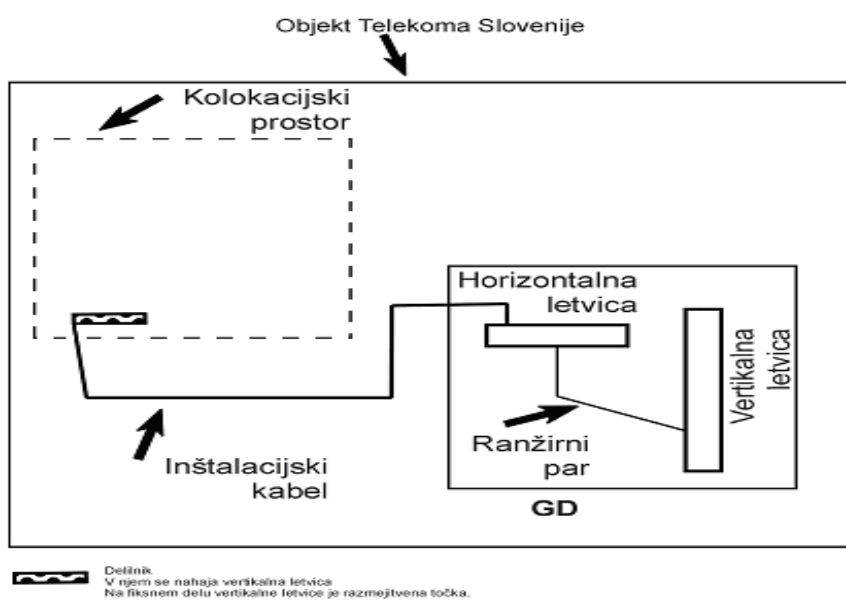 Objekt Telekoma Slovenije
Kolokacijski
prostor
Horizontalna
letvica
Vertikalna
letvica
Ranžirni
par
Inštalacijski
kabel
GD
Delilnik
V njem se nahaja vertikalna letvica
Na fiksnem delu vertikalne letvice je razmejitvena točka.